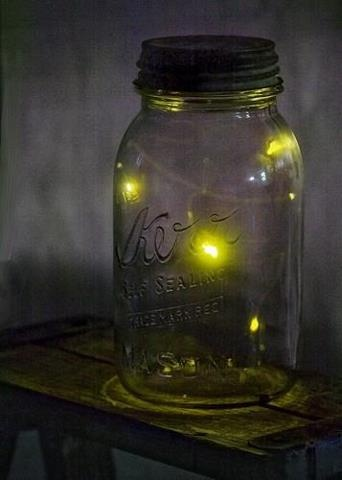 Kerr
SELF SEALING
TRADE MARK REG
MASON